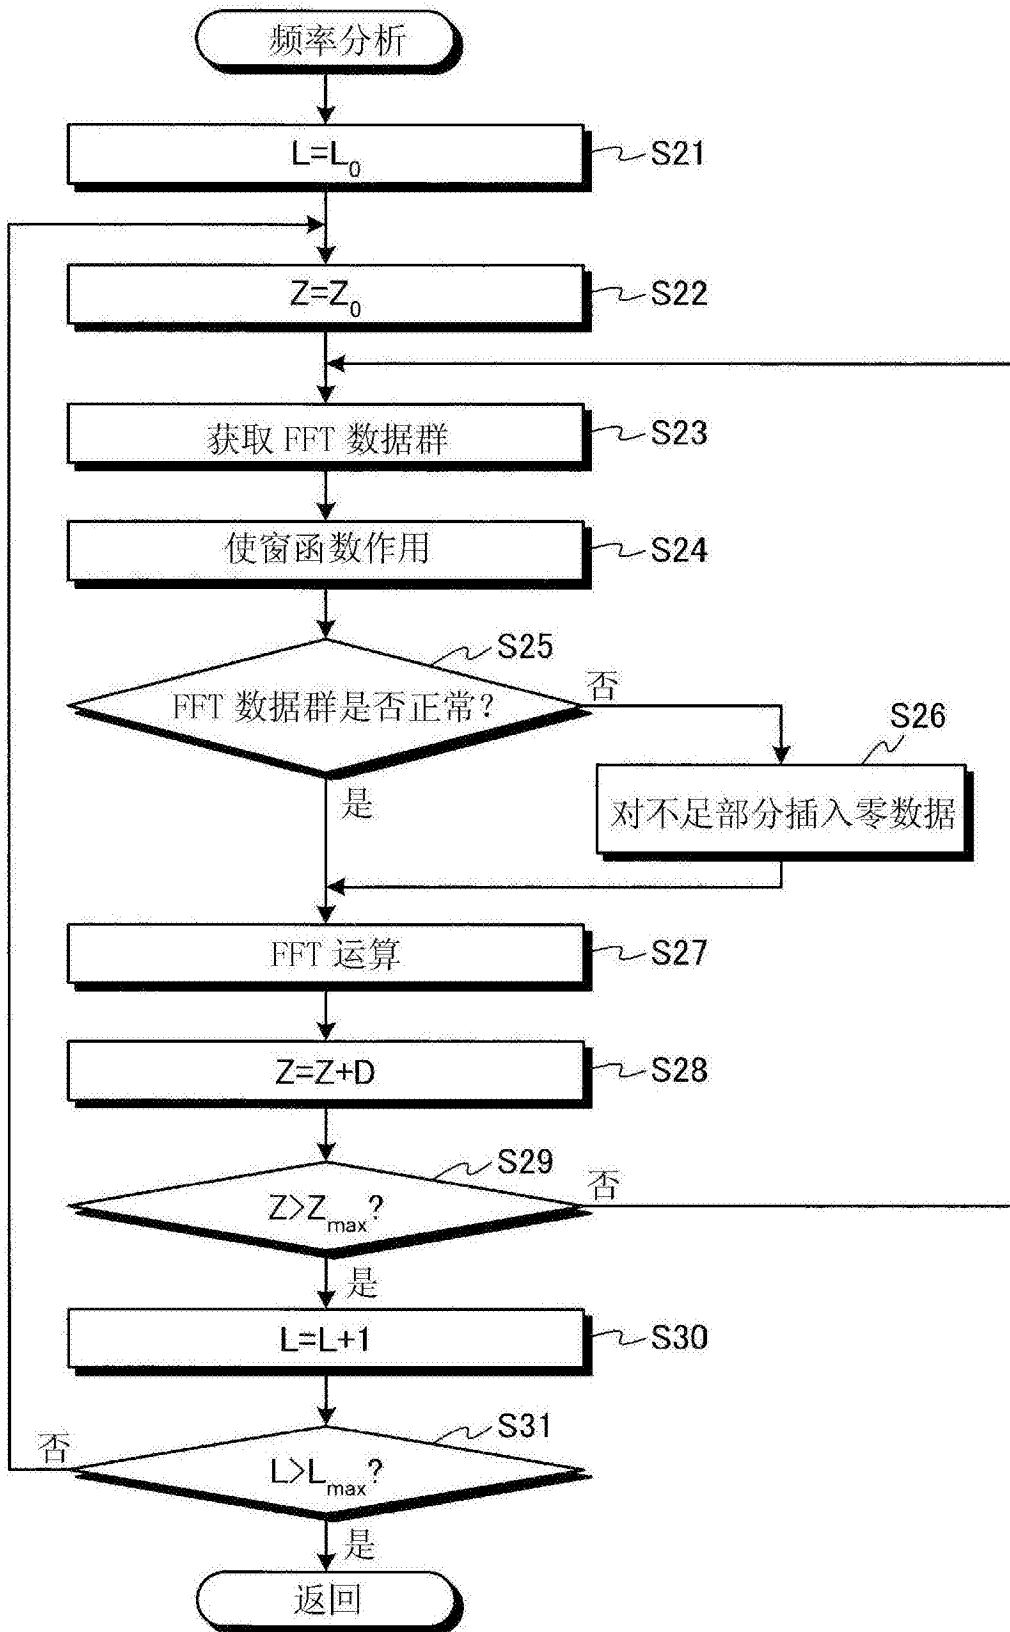 频率分析
L=L₀
S21
Z=Z₀
S22
获取 FFT 数据群
S23
使窗函数作用
S24
S25
FFT 数据群是否正常?
否
S26
对不足部分插入零数据
是
FFT 运算
S27
Z=Z+D
S28
S29
Z>Zmax?
否
是
L=L+1
S30
S31
L>Lmax?
否
是
返回